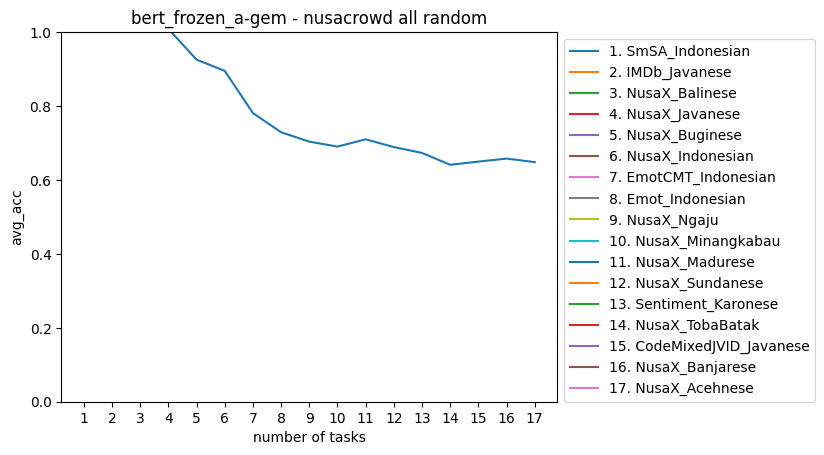 bert_frozen_a-gem - nusacrowd all random
1.0
0.8
0.6
0.4
0.2
0.0
avg_acc
1 2 3 4 5 6 7 8 9 10 11 12 13 14 15 16 17
number of tasks
1. SmSA_Indonesian
2. IMDb_Javanese
3. NusaX_Balinese
4. NusaX_Javanese
5. NusaX_Buginese
6. NusaX_Indonesian
7. EmotCMT_Indonesian
8. Emot_Indonesian
9. NusaX_Ngaju
10. NusaX_Minangkabau
11. NusaX_Madurese
12. NusaX_Sundanese
13. Sentiment_Karonese
14. NusaX_TobaBatak
15. CodeMixedJVID_Javanese
16. NusaX_Banjarese
17. NusaX_Acehnese